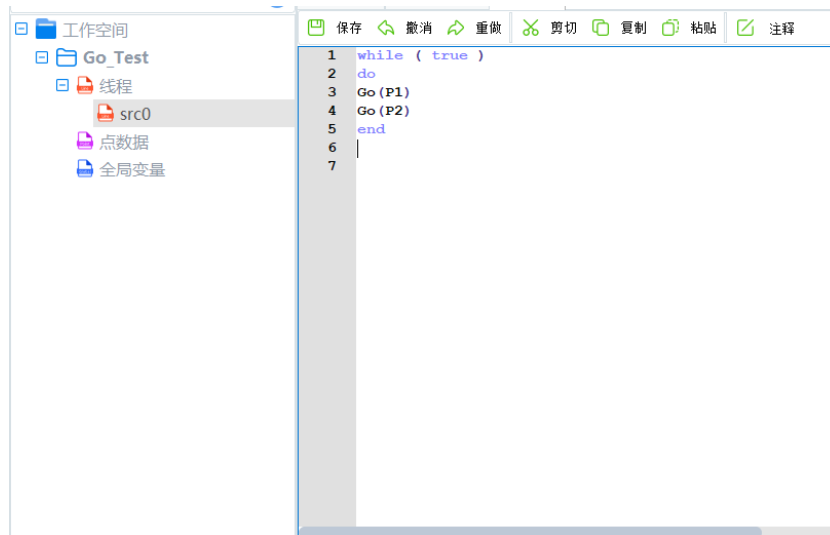 工作空间
Go_Test
线程
src0
点数据
全局变量
保存 撤消 重做 剪切 复制 粘贴 注释
1 while ( true )
2 do
3 Go(P1)
4 Go(P2)
5 end
6
7